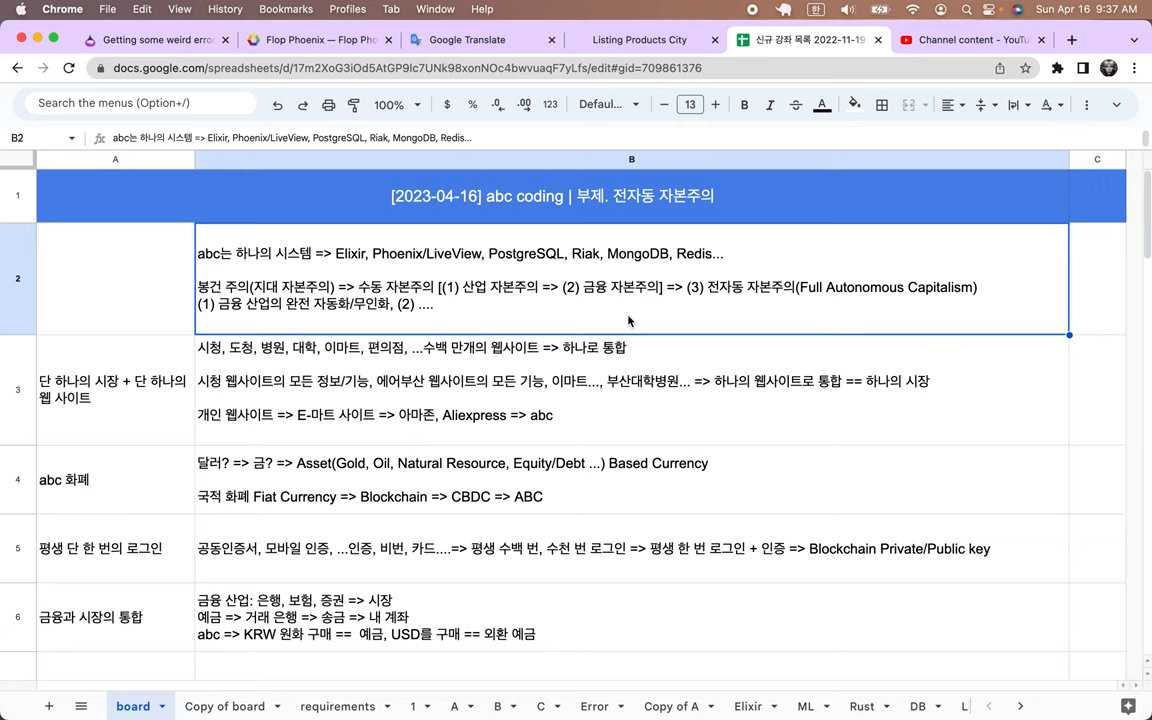 Chrome File Edit View History Bookmarks Profiles Tab Window Help 한 Sun Apr 16 9:37 AM
Getting some weird erro Flop Phoenix — Flop Pho Google Translate Listing Products City 신규 강좌 목록 2022-11-19 Channel content - YouTu
docs.google.com/spreadsheets/d/17m2XoG3iOd5AtGP9lc7UNk98xonNOc4bwvuaqF7yLfs/edit#gid=709861376
Search the menus (Option+/) 100% $ % .0 .00 123 Defaul... 13 B I S A
B2 fx abc는 하나의 시스템 => Elixir, Phoenix/LiveView, PostgreSQL, Riak, MongoDB, Redis...
A B C
1 [2023-04-16] abc coding | 부제. 전자동 자본주의
abc는 하나의 시스템 => Elixir, Phoenix/LiveView, PostgreSQL, Riak, MongoDB, Redis...
2
봉건 주의(지대 자본주의) => 수동 자본주의 [(1) 산업 자본주의 => (2) 금융 자본주의] => (3) 전자동 자본주의(Full Autonomous Capitalism)
(1) 금융 산업의 완전 자동화/무인화, (2) ....
시청, 도청, 병원, 대학, 이마트, 편의점, ...수백 만개의 웹사이트 => 하나로 통합
3 단 하나의 시장 + 단 하나의
웹 사이트
시청 웹사이트의 모든 정보/기능, 에어부산 웹사이트의 모든 기능, 이마트..., 부산대학병원... => 하나의 웹사이트로 통합 == 하나의 시장
개인 웹사이트 => E-마트 사이트 => 아마존, Aliexpress => abc
4 abc 화폐
달러? => 금? => Asset(Gold, Oil, Natural Resource, Equity/Debt ...) Based Currency
국적 화폐 Fiat Currency => Blockchain => CBDC => ABC
5 평생 단 한 번의 로그인 공동인증서, 모바일 인증, ...인증, 비번, 카드....=> 평생 수백 번, 수천 번 로그인 => 평생 한 번 로그인 + 인증 => Blockchain Private/Public key
6 금융과 시장의 통합
금융 산업: 은행, 보험, 증권 => 시장
예금 => 거래 은행 => 송금 => 내 계좌
abc => KRW 원화 구매 == 예금, USD를 구매 == 외환 예금
board Copy of board requirements 1 A B C Error Copy of A Elixir ML Rust DB L